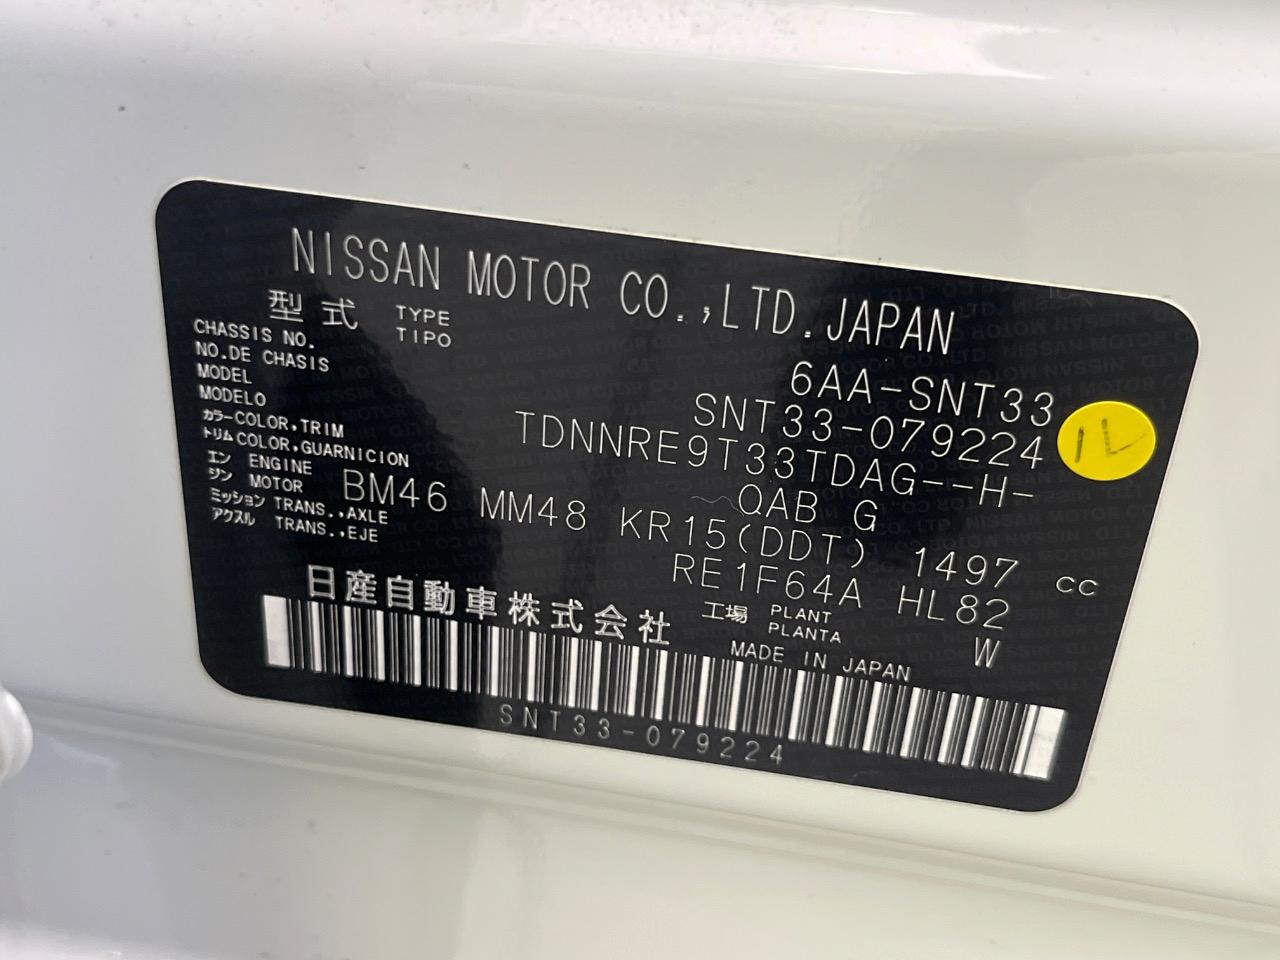 NISSAN MOTOR CO.,LTD.JAPAN
型式 TYPE TIPO 6AA-SNT33
CHASSIS NO.
NO.DE CHASIS SNT33-079224
MODEL
MODELO TDNNRE9T33TDAG--H-
カラー COLOR,TRIM
トリム COLOR,GUARNICION QAB G
エン ENGINE
ジン MOTOR BM46 MM48 KR15(DDT) 1497 cc
ミッション TRANS.,AXLE
アクスル TRANS.,EJE RE1F64A HL82
日産自動車株式会社 工場 PLANT PLANTA W
MADE IN JAPAN
SNT33-079224